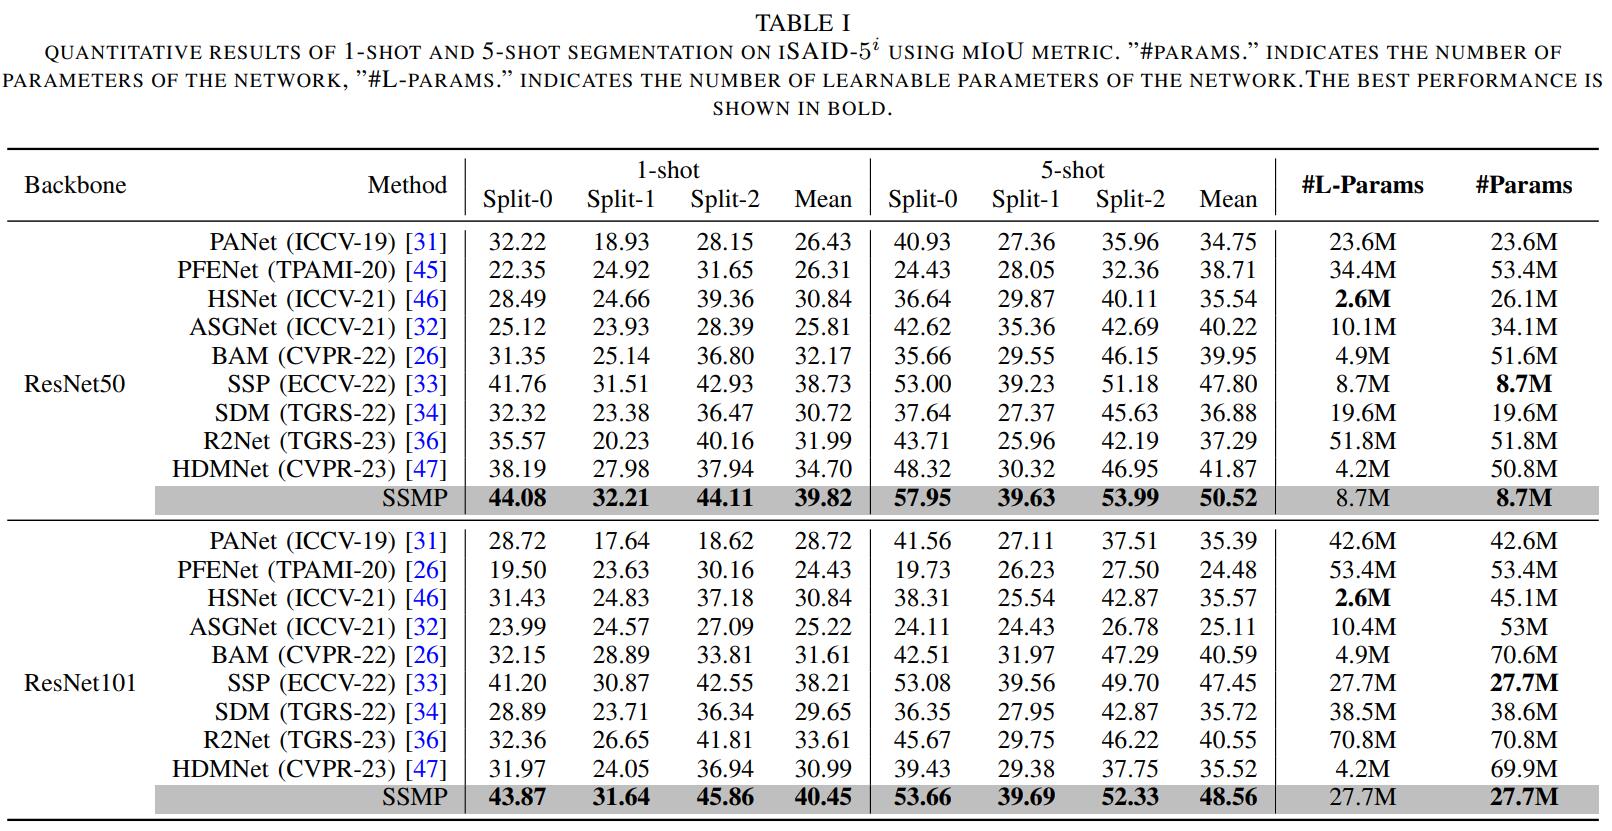 TABLE I
QUANTITATIVE RESULTS OF 1-SHOT AND 5-SHOT SEGMENTATION ON ISAID-5^i USING MIOU METRIC. ”#PARAMS.” INDICATES THE NUMBER OF
PARAMETERS OF THE NETWORK, ”#L-PARAMS.” INDICATES THE NUMBER OF LEARNABLE PARAMETERS OF THE NETWORK.THE BEST PERFORMANCE IS
SHOWN IN BOLD.
Backbone Method 1-shot 5-shot #L-Params #Params
Split-0 Split-1 Split-2 Mean Split-0 Split-1 Split-2 Mean
PANet (ICCV-19) [31] 32.22 18.93 28.15 26.43 40.93 27.36 35.96 34.75 23.6M 23.6M
PFENet (TPAMI-20) [45] 22.35 24.92 31.65 26.31 24.43 28.05 32.36 38.71 34.4M 53.4M
HSNet (ICCV-21) [46] 28.49 24.66 39.36 30.84 36.64 29.87 40.11 35.54 2.6M 26.1M
ASGNet (ICCV-21) [32] 25.12 23.93 28.39 25.81 42.62 35.36 42.69 40.22 10.1M 34.1M
BAM (CVPR-22) [26] 31.35 25.14 36.80 32.17 35.66 29.55 46.15 39.95 4.9M 51.6M
ResNet50 SSP (ECCV-22) [33] 41.76 31.51 42.93 38.73 53.00 39.23 51.18 47.80 8.7M 8.7M
SDM (TGRS-22) [34] 32.32 23.38 36.47 30.72 37.64 27.37 45.63 36.88 19.6M 19.6M
R2Net (TGRS-23) [36] 35.57 20.23 40.16 31.99 43.71 25.96 42.19 37.29 51.8M 51.8M
HDMNet (CVPR-23) [47] 38.19 27.98 37.94 34.70 48.32 30.32 46.95 41.87 4.2M 50.8M
SSMP 44.08 32.21 44.11 39.82 57.95 39.63 53.99 50.52 8.7M 8.7M
PANet (ICCV-19) [31] 28.72 17.64 18.62 28.72 41.56 27.11 37.51 35.39 42.6M 42.6M
PFENet (TPAMI-20) [26] 19.50 23.63 30.16 24.43 19.73 26.23 27.50 24.48 53.4M 53.4M
HSNet (ICCV-21) [46] 31.43 24.83 37.18 30.84 38.31 25.54 42.87 35.57 2.6M 45.1M
ASGNet (ICCV-21) [32] 23.99 24.57 27.09 25.22 24.11 24.43 26.78 25.11 10.4M 53M
BAM (CVPR-22) [26] 32.15 28.89 33.81 31.61 42.51 31.97 47.29 40.59 4.9M 70.6M
ResNet101 SSP (ECCV-22) [33] 41.20 30.87 42.55 38.21 53.08 39.56 49.70 47.45 27.7M 27.7M
SDM (TGRS-22) [34] 28.89 23.71 36.34 29.65 36.35 27.95 42.87 35.72 38.5M 38.6M
R2Net (TGRS-23) [36] 32.36 26.65 41.81 33.61 45.67 29.75 46.22 40.55 70.8M 70.8M
HDMNet (CVPR-23) [47] 31.97 24.05 36.94 30.99 39.43 29.38 37.75 35.52 4.2M 69.9M
SSMP 43.87 31.64 45.86 40.45 53.66 39.69 52.33 48.56 27.7M 27.7M